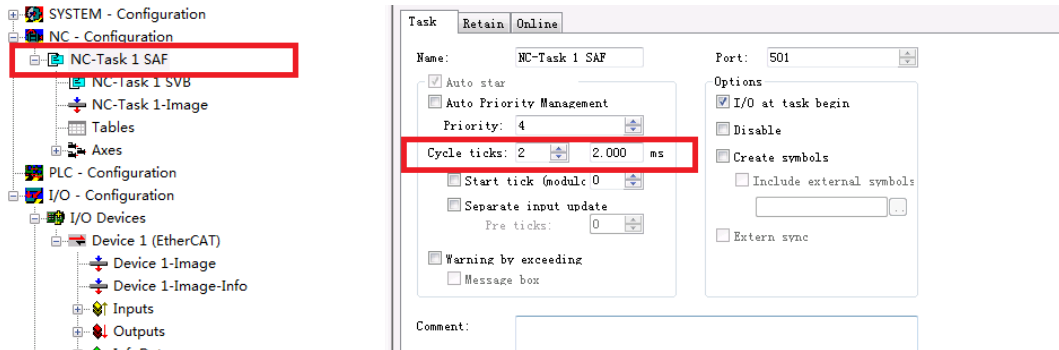 SYSTEM - Configuration
NC - Configuration
NC-Task 1 SAF
NC-Task 1 SVB
NC-Task 1-Image
Tables
Axes
PLC - Configuration
I/O - Configuration
I/O Devices
Device 1 (EtherCAT)
Device 1-Image
Device 1-Image-Info
Inputs
Outputs
Task Retain Online
Name: NC-Task 1 SAF Port: 501
Auto star Options
Auto Priority Management I/O at task begin
Priority: 4 Disable
Cycle ticks: 2 2.000 ms Create symbols
Start tick (modulc 0 Include external symbols
Separate input update
Pre ticks: 0 ..
Extern sync
Warning by exceeding
Message box
Comment: